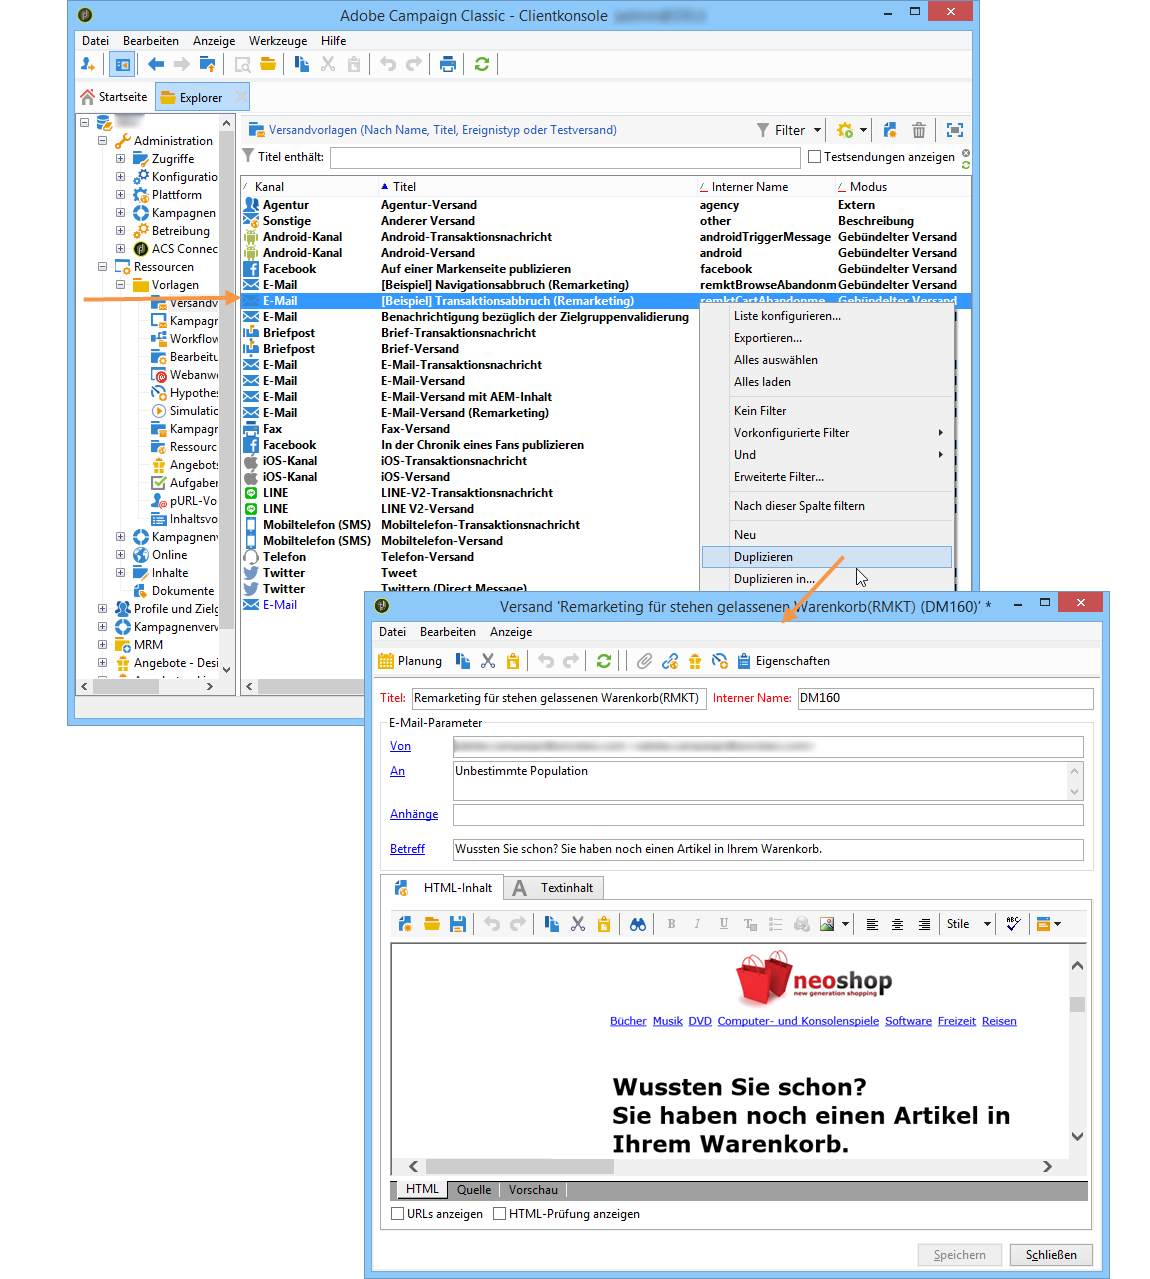 Adobe Campaign Classic - Clientkonsole
Datei Bearbeiten Anzeige Werkzeuge Hilfe
Startseite Explorer
Administration
Zugriffe
Konfiguratio
Plattform
Kampagnen
Betreibung
ACS Connec
Ressourcen
Vorlagen
Versandv
Kampagr
Workflow
Bearbeitu
Webanwe
Hypothes
Simulatic
Kampagr
Ressourc
Angebots
Aufgaber
pURL-Vo
Inhaltsvo
Kampagnenv
Online
Inhalte
Dokumente
Profile und Zielg
Kampagnenverw
MRM
Angebote - Desi
Versandvorlagen (Nach Name, Titel, Ereignistyp oder Testversand) Filter
Titel enthält: Testsendungen anzeigen
Kanal Titel Interner Name Modus
Agentur Agentur-Versand agency Extern
Sonstige Anderer Versand other Beschreibung
Android-Kanal Android-Transaktionsnachricht androidTriggerMessage Gebündelter Versand
Android-Kanal Android-Versand android Gebündelter Versand
Facebook Auf einer Markenseite publizieren facebook Gebündelter Versand
E-Mail [Beispiel] Navigationsabbruch (Remarketing) remktBrowseAbandonm Gebündelter Versand
E-Mail [Beispiel] Transaktionsabbruch (Remarketing) remktCartAbandonme Gebündelter Versand
E-Mail Benachrichtigung bezüglich der Zielgruppenvalidierung
Briefpost Brief-Transaktionsnachricht
Briefpost Brief-Versand
E-Mail E-Mail-Transaktionsnachricht
E-Mail E-Mail-Versand
E-Mail E-Mail-Versand mit AEM-Inhalt
E-Mail E-Mail-Versand (Remarketing)
Fax Fax-Versand
Facebook In der Chronik eines Fans publizieren
iOS-Kanal iOS-Transaktionsnachricht
iOS-Kanal iOS-Versand
LINE LINE-V2-Transaktionsnachricht
LINE LINE V2-Versand
Mobiltelefon (SMS) Mobiltelefon-Transaktionsnachricht
Mobiltelefon (SMS) Mobiltelefon-Versand
Telefon Telefon-Versand
Twitter Tweet
Twitter Twittern (Direct Message)
E-Mail
Liste konfigurieren...
Exportieren...
Alles auswählen
Alles laden
Kein Filter
Vorkonfigurierte Filter
Und
Erweiterte Filter...
Nach dieser Spalte filtern
Neu
Duplizieren
Duplizieren in...
Versand 'Remarketing für stehen gelassenen Warenkorb(RMKT) (DM160)' *
Datei Bearbeiten Anzeige
Planung Eigenschaften
Titel: Remarketing für stehen gelassenen Warenkorb(RMKT) Interner Name: DM160
E-Mail-Parameter
Von
An Unbestimmte Population
Anhänge
Betreff Wussten Sie schon? Sie haben noch einen Artikel in Ihrem Warenkorb.
HTML-Inhalt A Textinhalt
B I U Stile ABC
neoshop
new generation shopping
Bücher Musik DVD Computer- und Konsolenspiele Software Freizeit Reisen
Wussten Sie schon?
Sie haben noch einen Artikel in
Ihrem Warenkorb.
HTML Quelle Vorschau
URLs anzeigen HTML-Prüfung anzeigen
Speichern Schließen